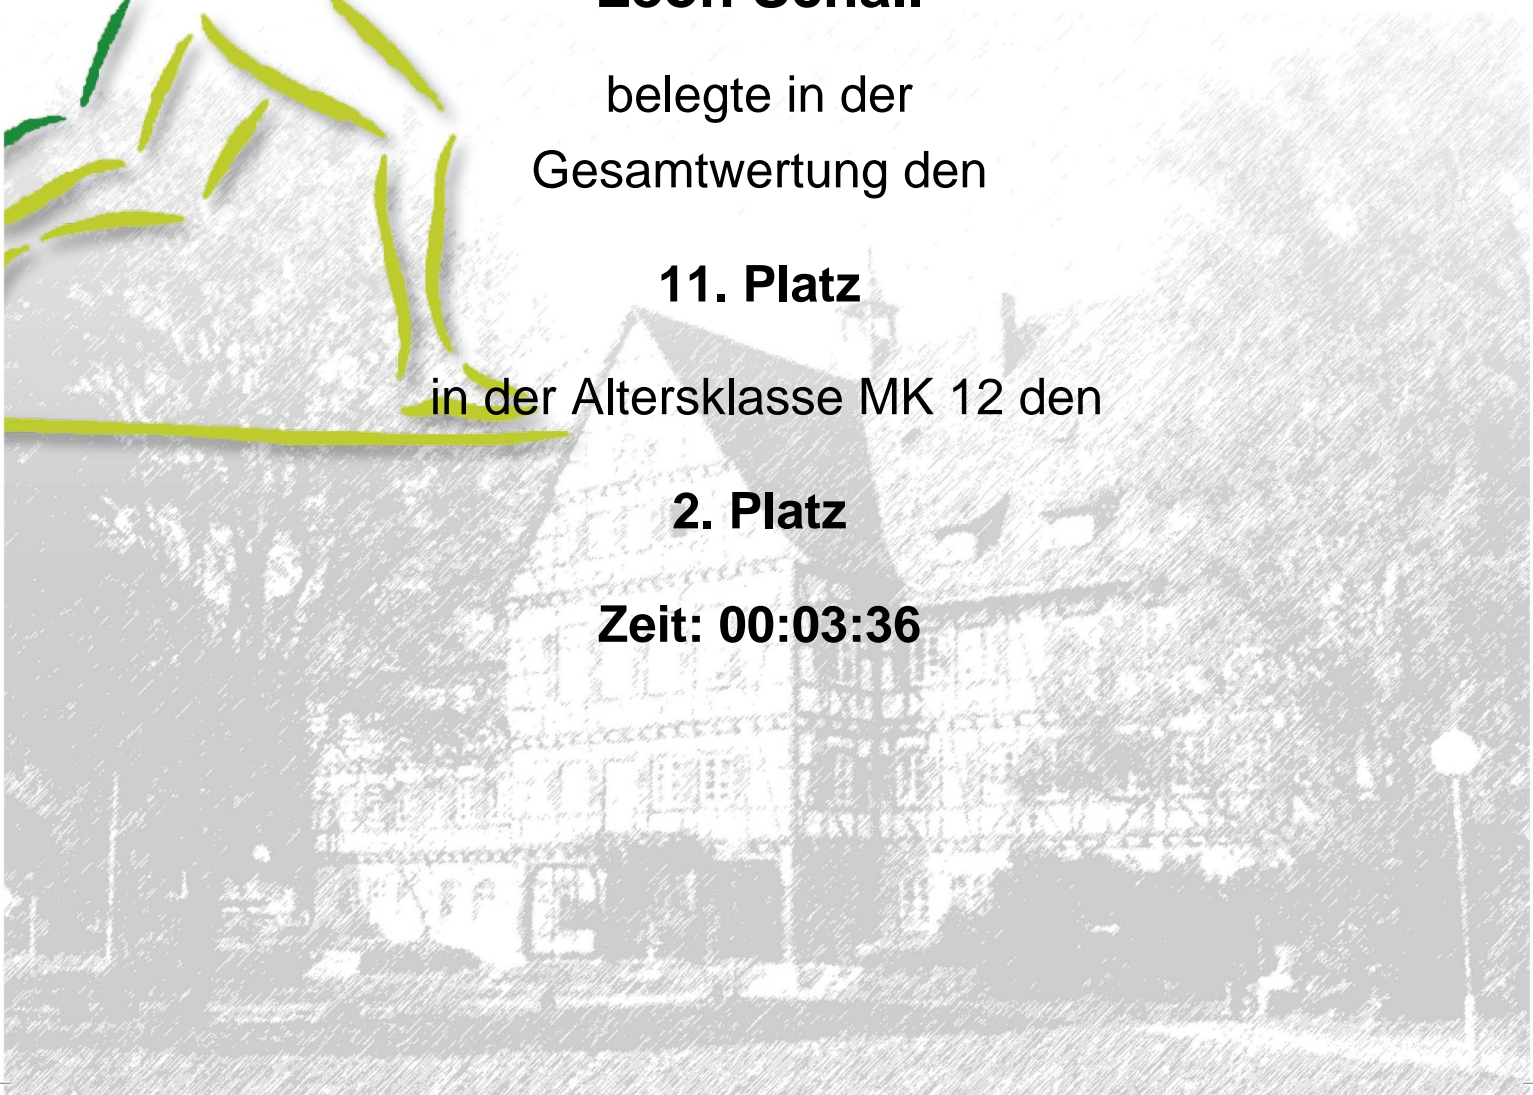 belegte in der
Gesamtwertung den
11. Platz
in der Altersklasse MK 12 den
2. Platz
Zeit: 00:03:36